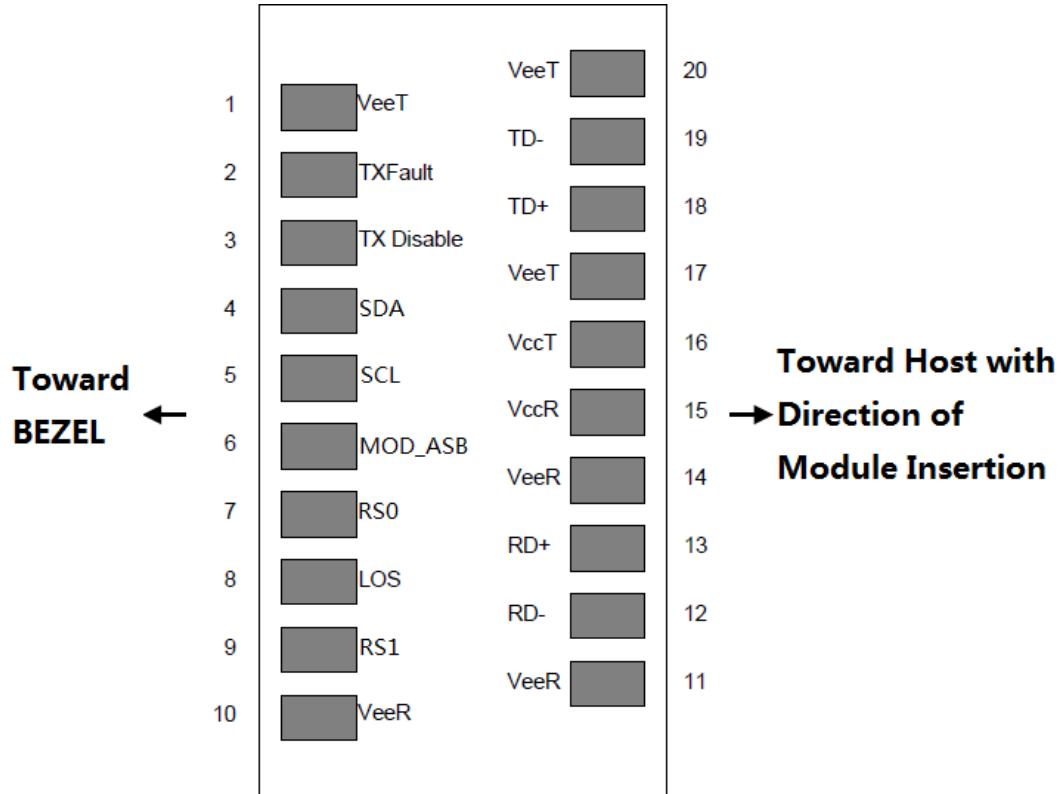 VeeT 20
1 VeeT
TD- 19
2 TXFault
TD+ 18
3 TX Disable
VeeT 17
4 SDA
VccT 16
5 SCL
VccR 15
6 MOD_ASB
VeeR 14
7 RS0
RD+ 13
8 LOS
RD- 12
9 RS1
VeeR 11
10 VeeR
Toward
BEZEL
Toward Host with
Direction of
Module Insertion